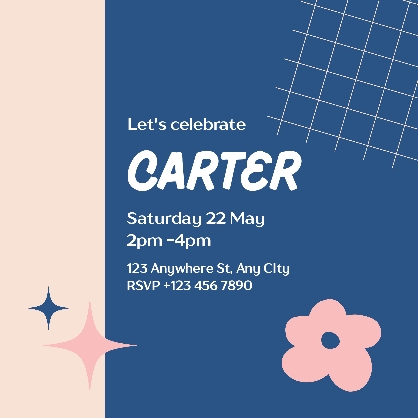 Let's celebrate
CARTER
Saturday 22 May
2pm -4pm
123 Anywhere St, Any City
RSVP +123 456 7890